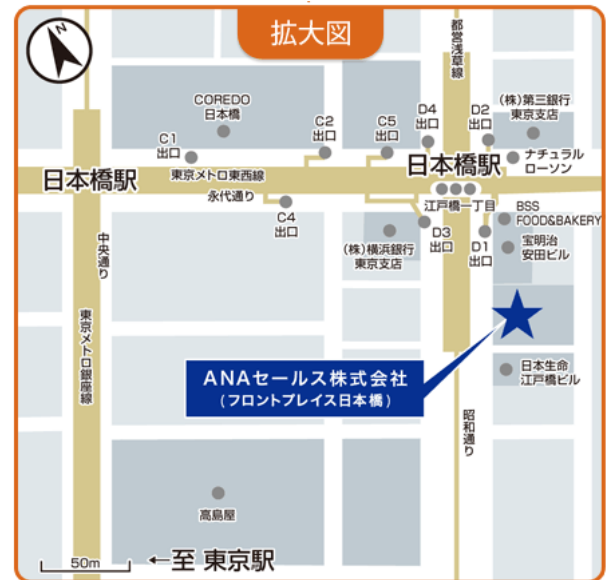 拡大図
N
都営浅草線
COREDO
日本橋
C1
出口
C2
出口
C5
出口
D4
出口
D2
出口
(株)第三銀行
東京支店
日本橋駅
東京メトロ東西線
永代通り
日本橋駅
ナチュラル
ローソン
C4
出口
江戸橋一丁目
(株)横浜銀行
東京支店
D3
出口
D1
出口
BSS
FOOD&BAKERY
宝明治
安田ビル
中央通り
東京メトロ銀座線
ANAセールス株式会社
(フロントプレイス日本橋)
日本生命
江戸橋ビル
昭和通り
高島屋
50m
←至 東京駅